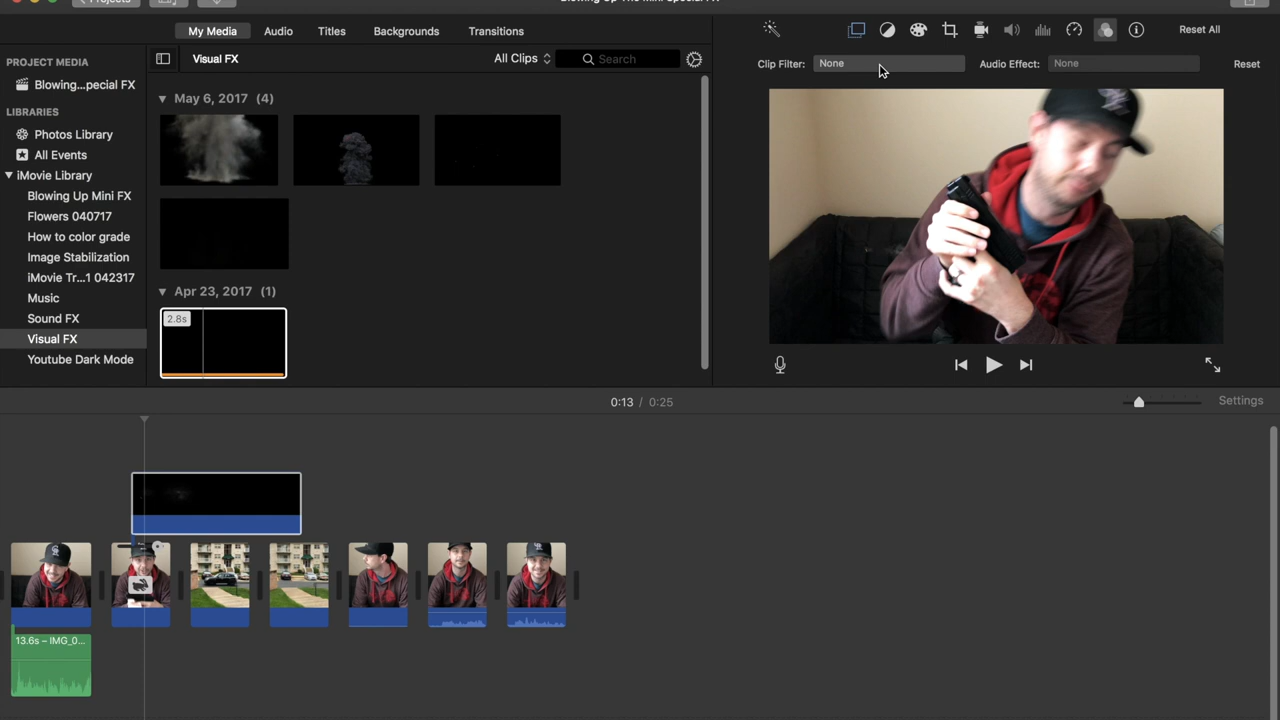 Projects
Blowing Up The Mini Special FX
My Media
Audio
Titles
Backgrounds
Transitions
Reset All
PROJECT MEDIA
Blowing...pecial FX
LIBRARIES
Photos Library
All Events
iMovie Library
Blowing Up Mini FX
Flowers 040717
How to color grade
Image Stabilization
iMovie Tr...1 042317
Music
Sound FX
Visual FX
Youtube Dark Mode
Visual FX
All Clips
Search
May 6, 2017 (4)
Apr 23, 2017 (1)
2.8s
Clip Filter: None
Audio Effect: None
Reset
0:13 / 0:25
Settings
13.6s – IMG_0...